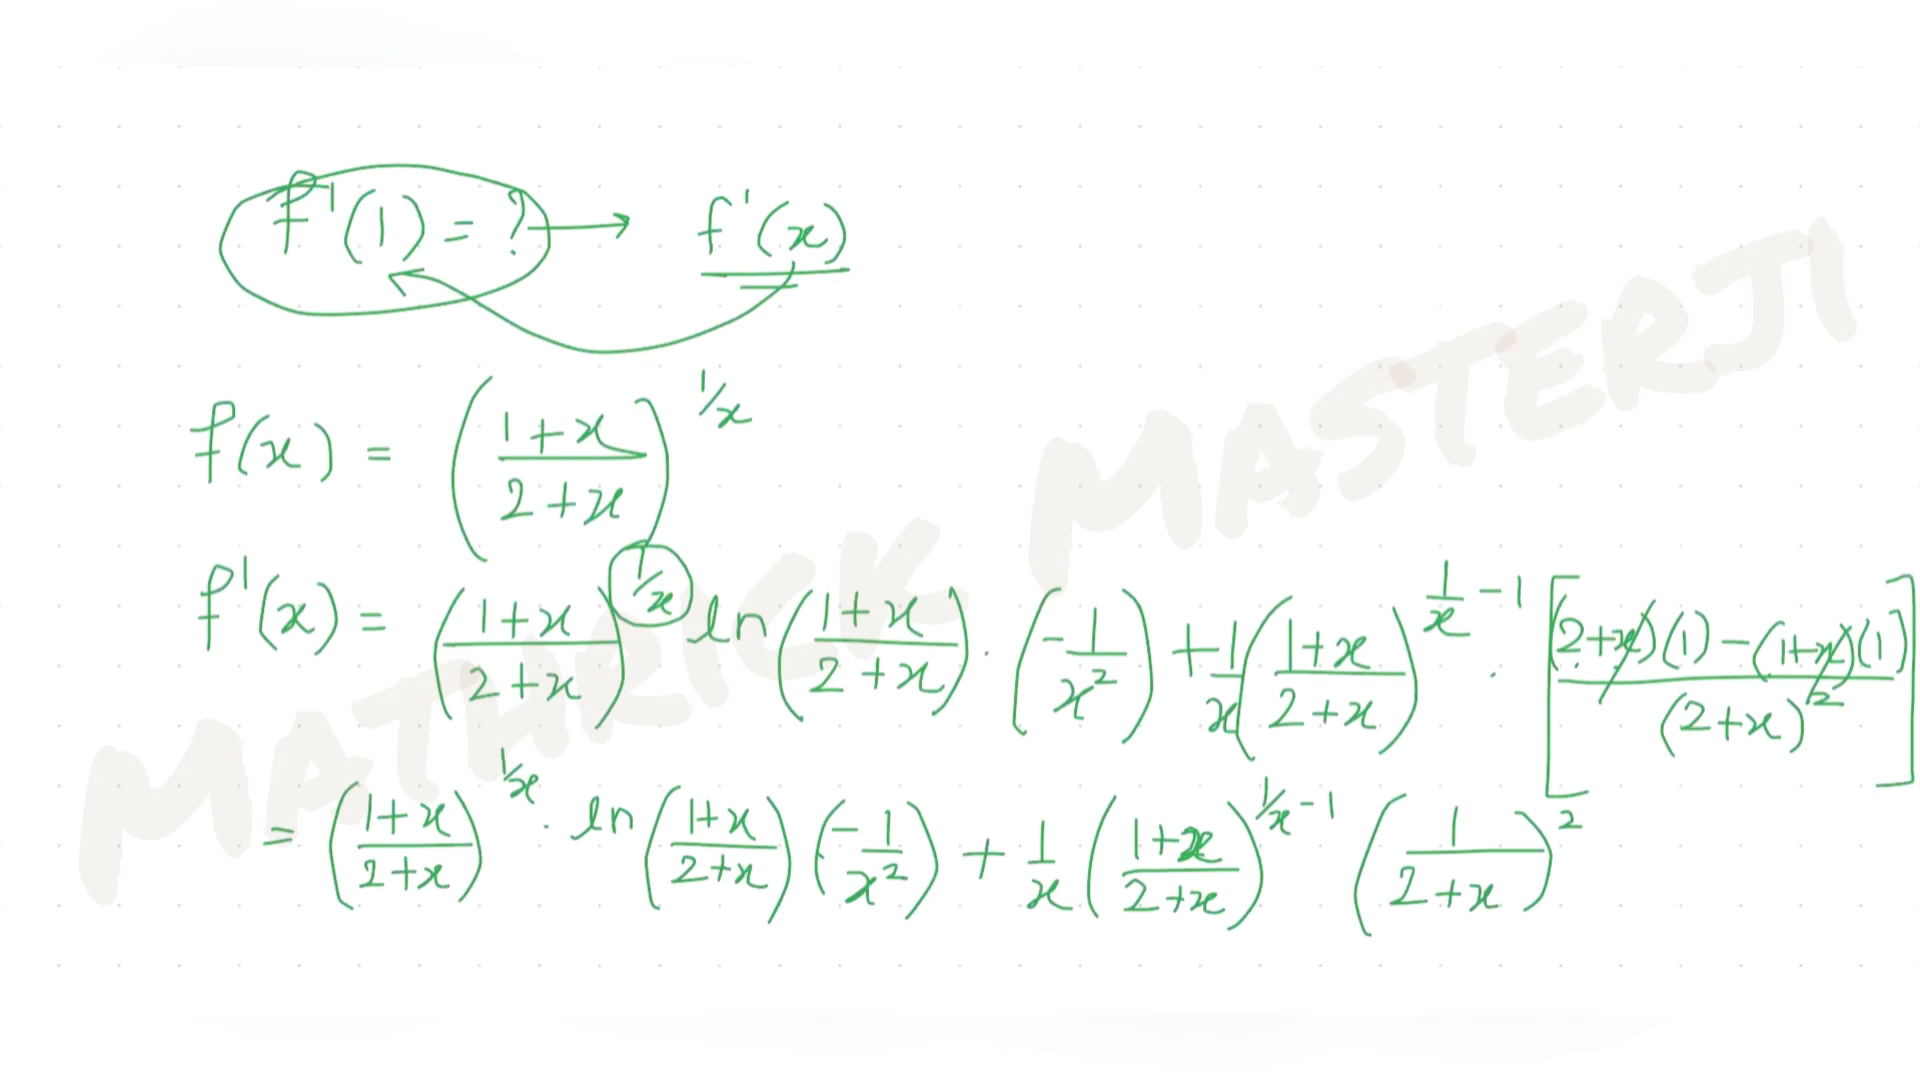 f'(1) = ? → f'(x)
f(x) = ((1+x)/(2+x))^(1/x)
f'(x) = ((1+x)/(2+x))^(1/x) ln((1+x)/(2+x)) · (-1/x²) + 1/x ((1+x)/(2+x))^(1/x - 1) · [((2+x)(1) - (1+x)(1))/(2+x)²]
= ((1+x)/(2+x))^(1/x) · ln((1+x)/(2+x)) (-1/x²) + 1/x ((1+x)/(2+x))^(1/x - 1) (1/(2+x))²
MATHRICK MASTERJI